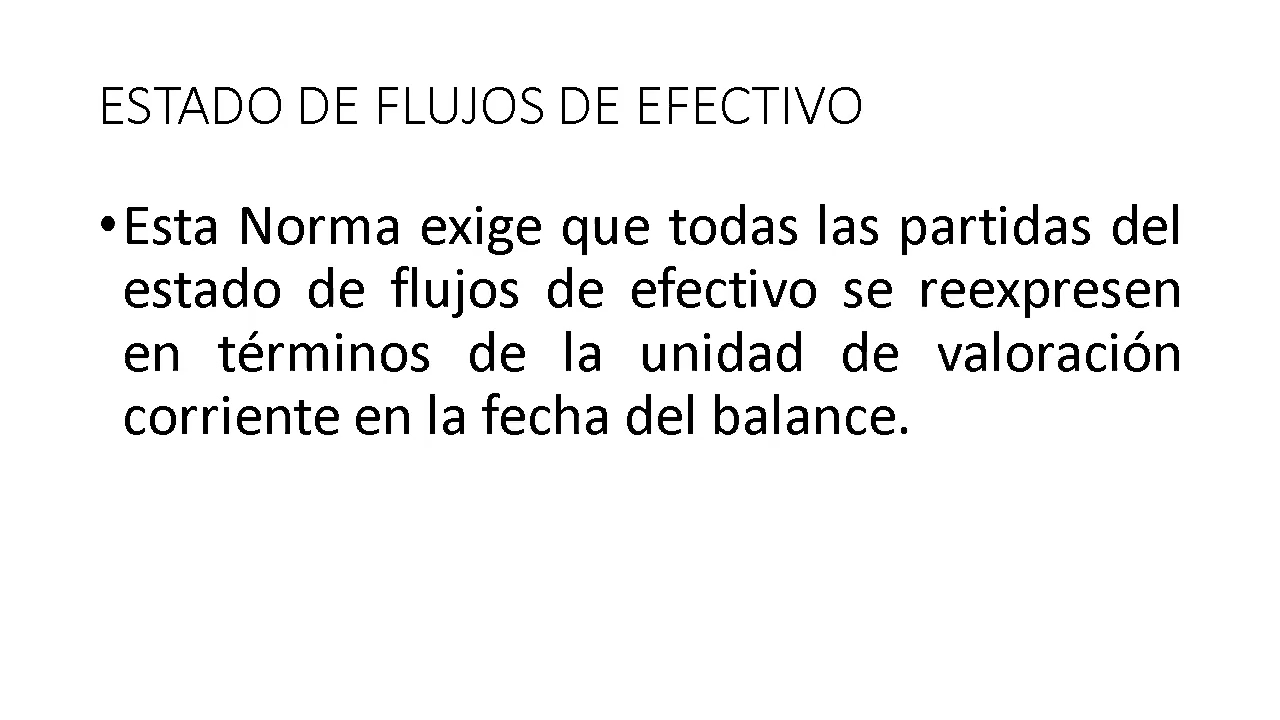 ESTADO DE FLUJOS DE EFECTIVO
•Esta Norma exige que todas las partidas del
estado de flujos de efectivo se reexpresen
en términos de la unidad de valoración
corriente en la fecha del balance.